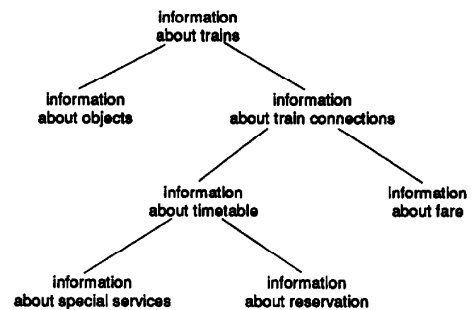 information
about trains
information
about objects
information
about train connections
information
about timetable
information
about fare
information
about special services
information
about reservation